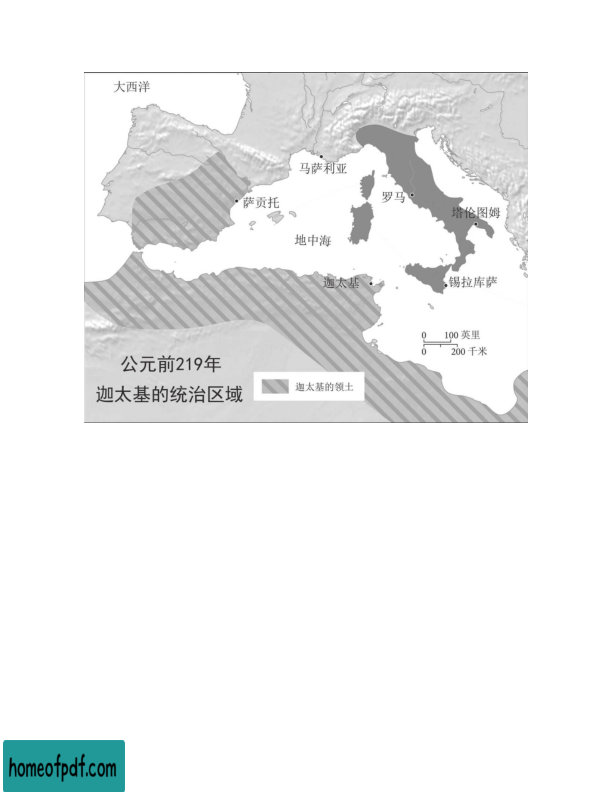 大西洋
马萨利亚
萨贡托
罗马
塔伦图姆
地中海
迦太基
锡拉库萨
0 100 英里
0 200 千米
公元前219年
迦太基的统治区域
迦太基的领土
homeofpdf.com